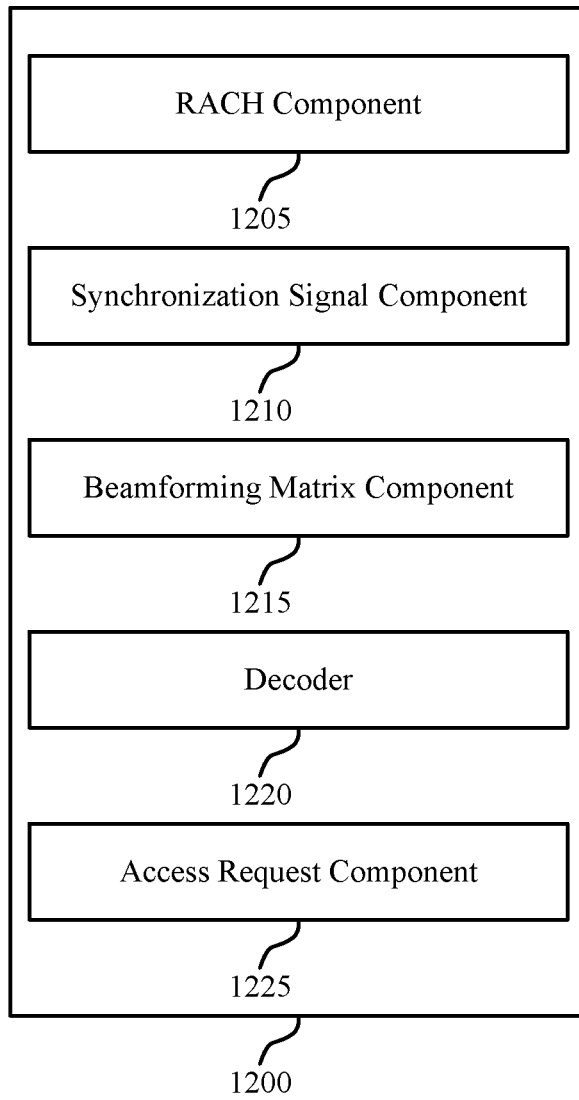 RACH Component
1205
Synchronization Signal Component
1210
Beamforming Matrix Component
1215
Decoder
1220
Access Request Component
1225
1200